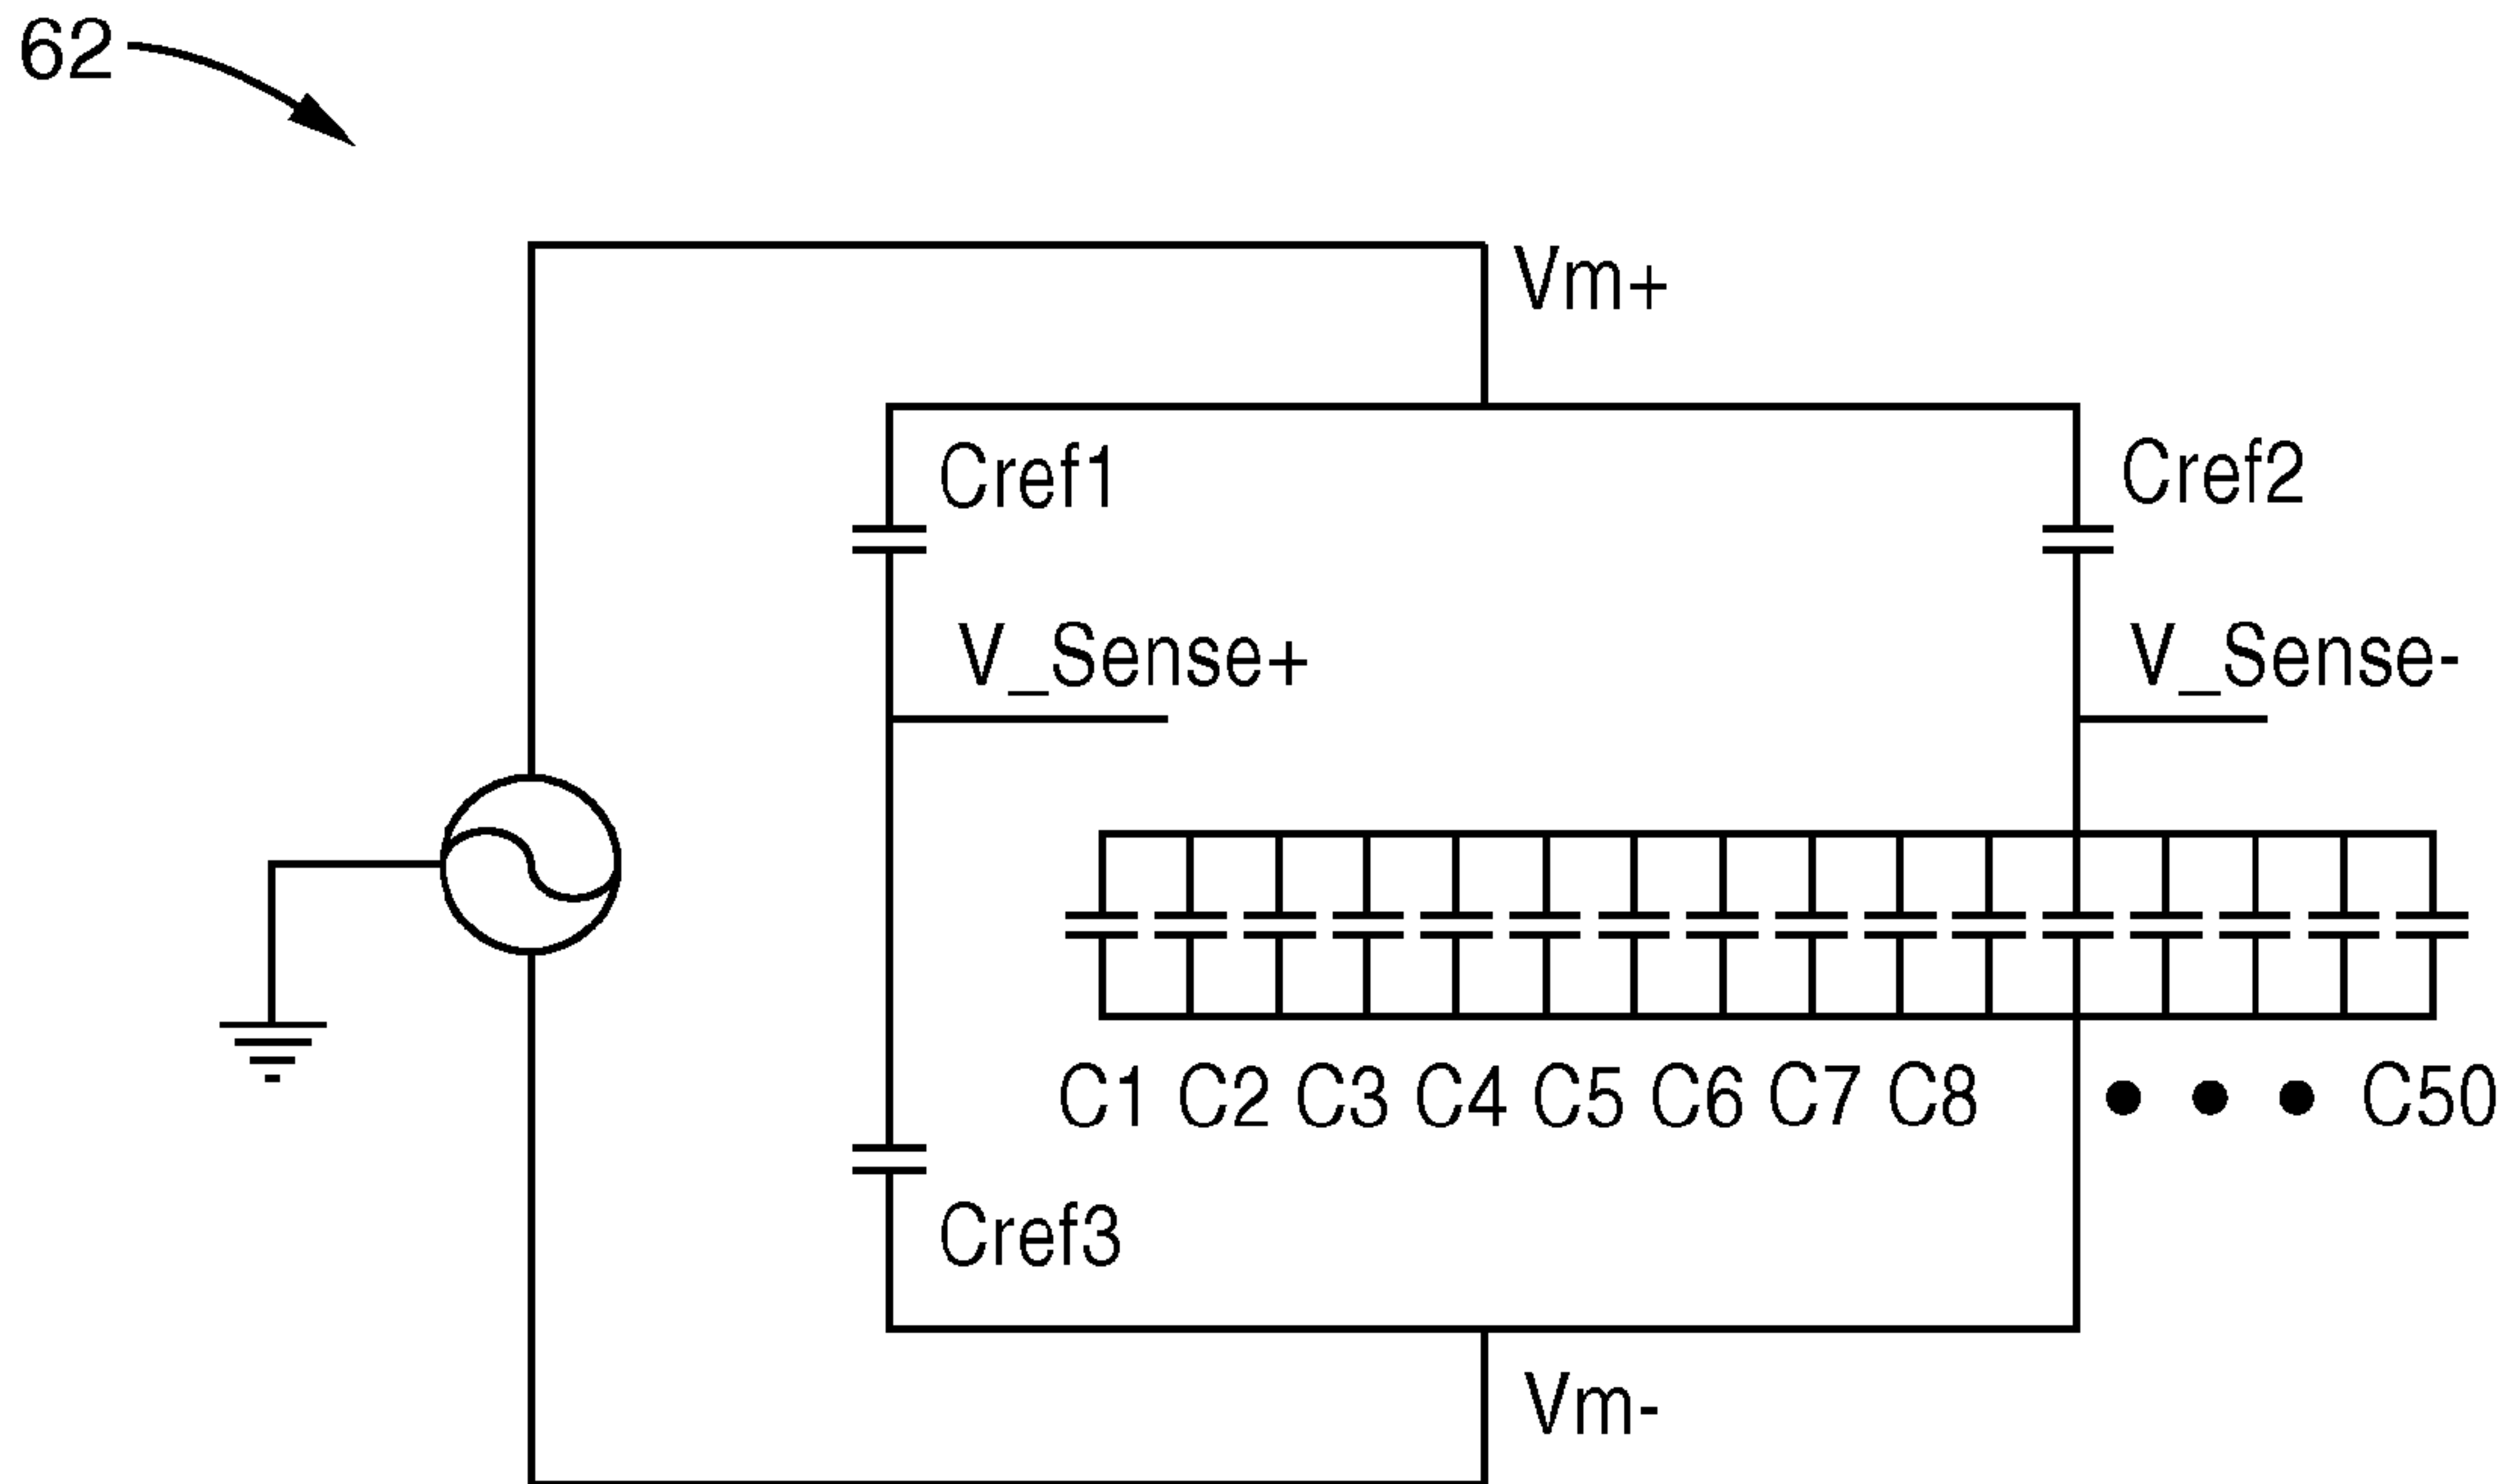 62
Vm+
Cref1
Cref2
V_Sense+
V_Sense-
C1 C2 C3 C4 C5 C6 C7 C8 ● ● ● C50
Cref3
Vm-